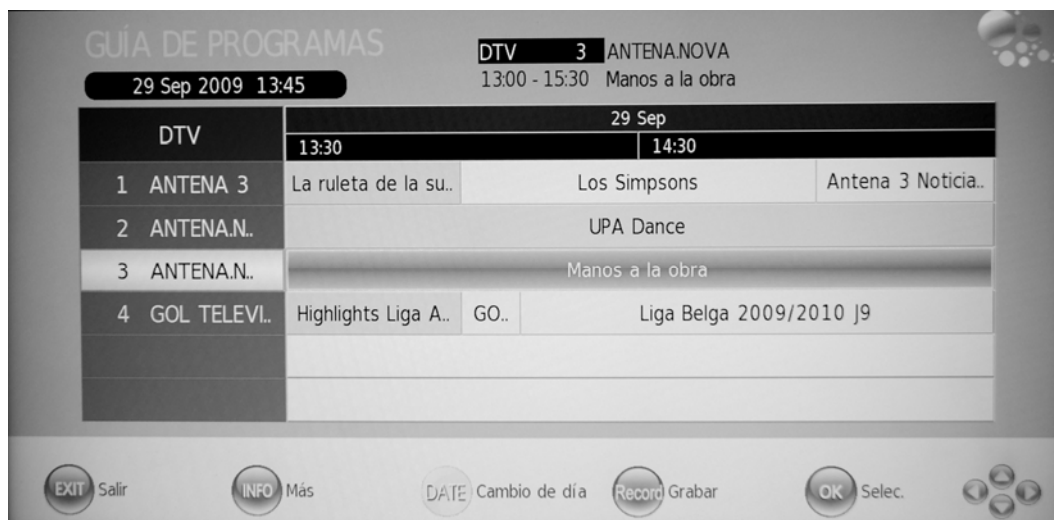 GUÍA DE PROGRAMAS
DTV 3 ANTENA.NOVA
29 Sep 2009 13:45
13:00 - 15:30 Manos a la obra
DTV
29 Sep
13:30 14:30
1 ANTENA 3 La ruleta de la su.. Los Simpsons Antena 3 Noticia..
2 ANTENA.N.. UPA Dance
3 ANTENA.N.. Manos a la obra
4 GOL TELEVI.. Highlights Liga A.. GO.. Liga Belga 2009/2010 J9
EXIT Salir INFO Más DATE Cambio de día Record Grabar OK Selec.